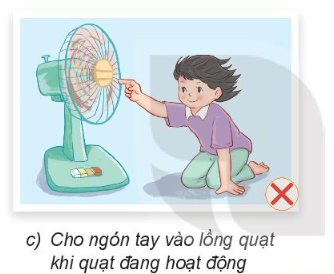 c) Cho ngón tay vào lồng quạt
khi quạt đang hoạt động